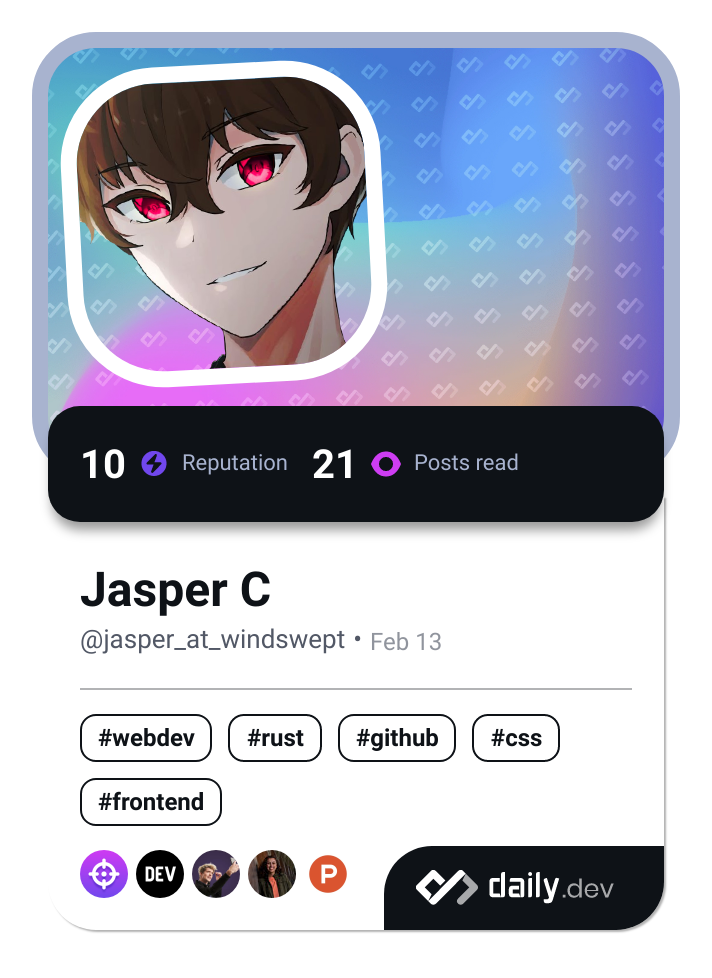 10 Reputation 21 Posts read
Jasper C
@jasper_at_windswept • Feb 13
#webdev #rust #github #css
#frontend
DEV P daily.dev